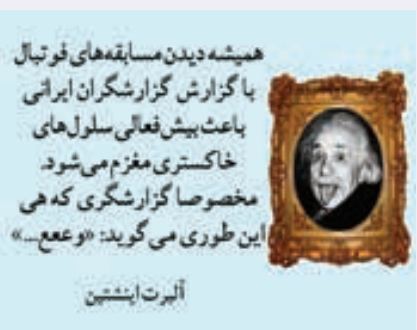 همیشه دیدن مسابقه‌های فوتبال
با گزارش گزارشگران ایرانی
باعث بیش‌فعالی سلول‌های
خاکستری مغزم می‌شود.
مخصوصا گزارشگری که هی
این طوری می‌گوید: «وععع...»
آلبرت اینشتین